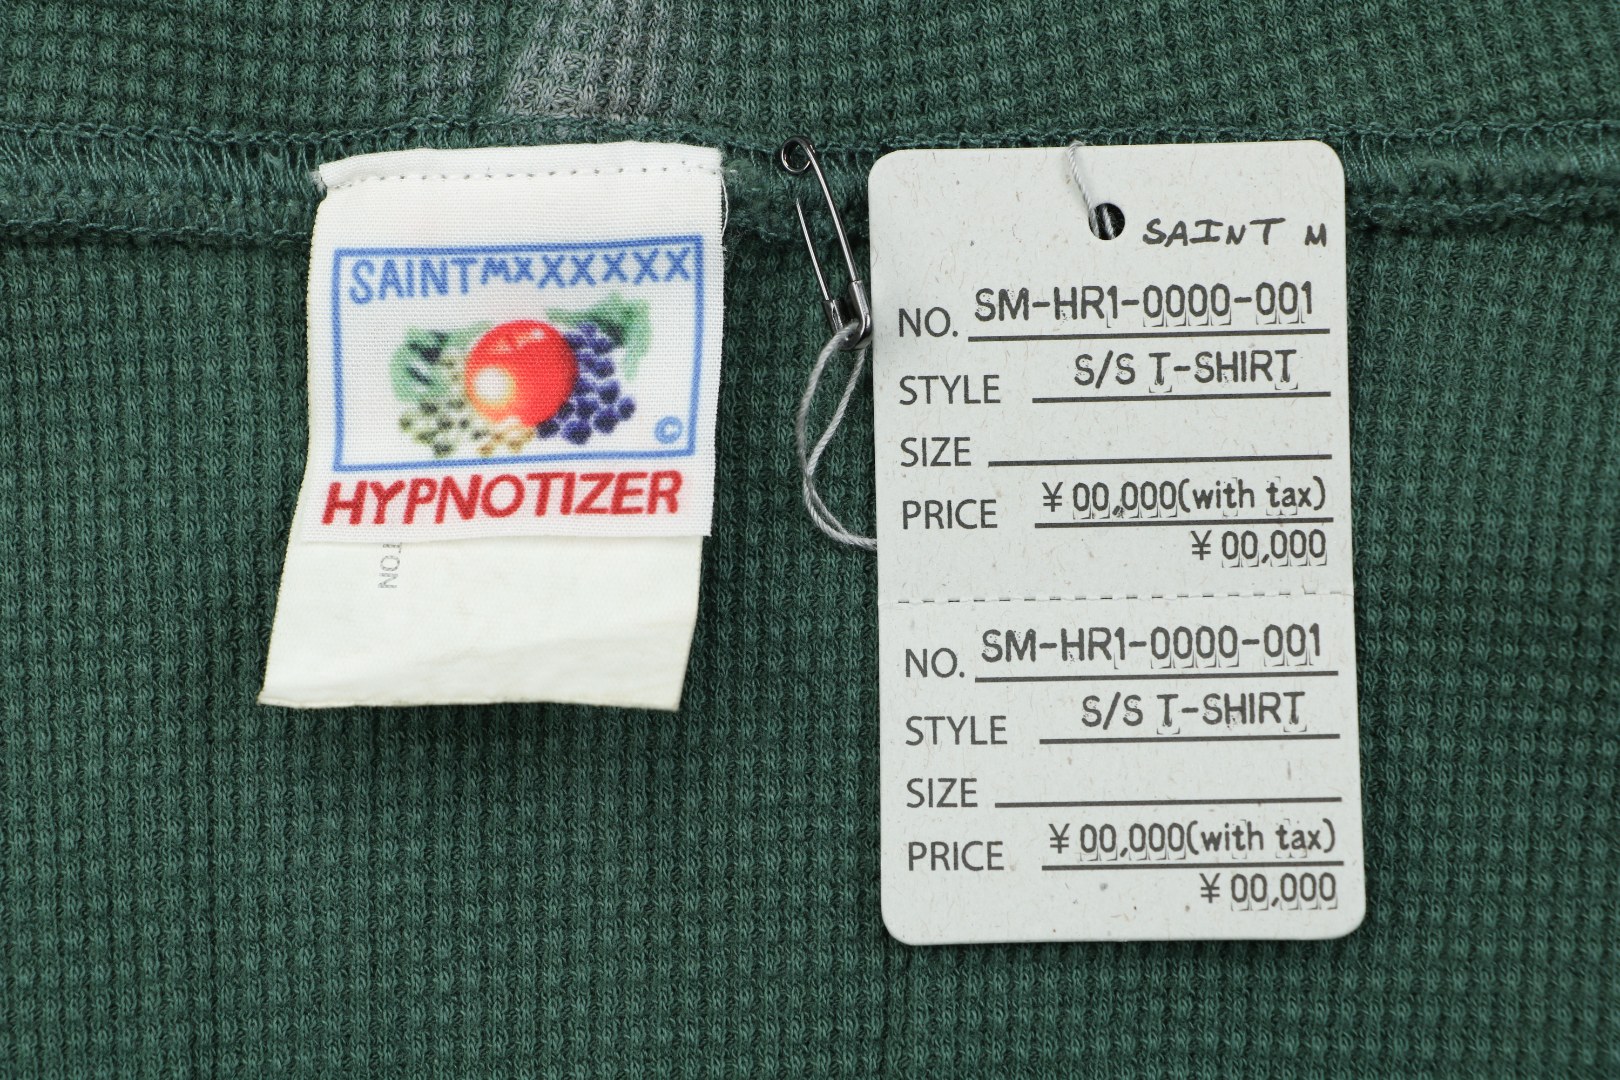 SAINT MXXXXXX
©
HYPNOTIZER
TON
SAINT M
NO. SM-HR1-0000-001
STYLE S/S T-SHIRT
SIZE
PRICE ¥00,000(with tax)
¥00,000
NO. SM-HR1-0000-001
STYLE S/S T-SHIRT
SIZE
PRICE ¥00,000(with tax)
¥00,000